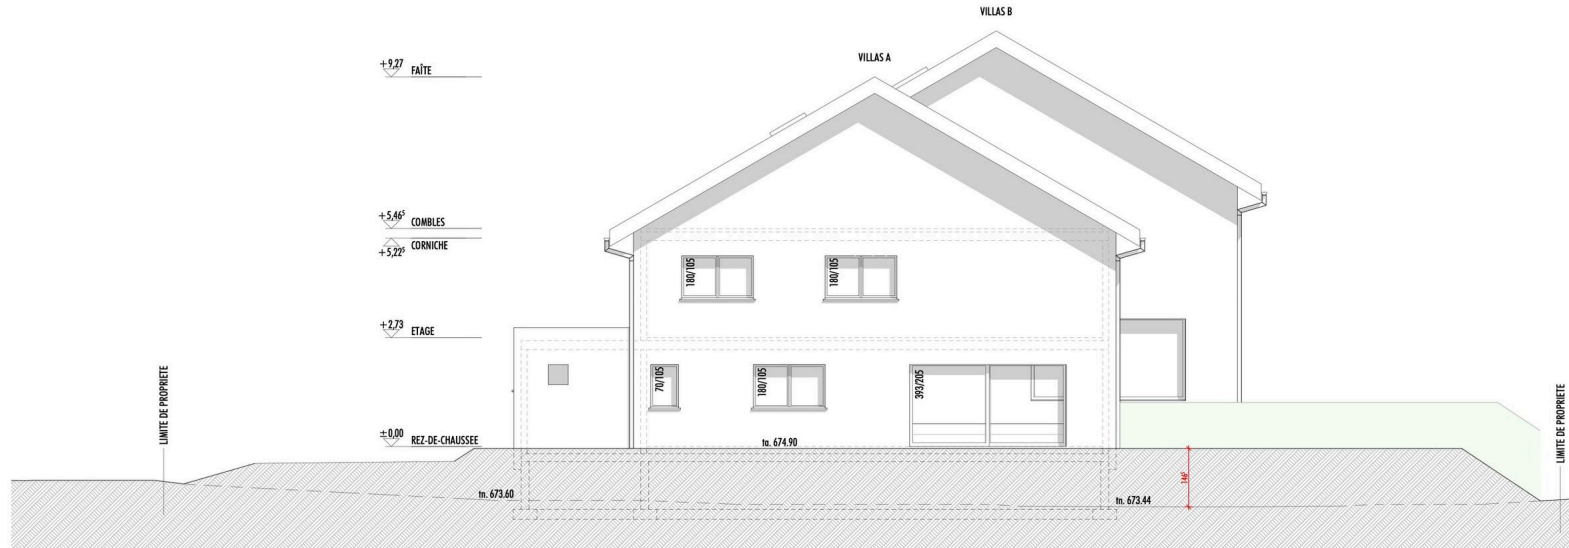 VILLAS B
VILLAS A
+9,27 FAÎTE
+5,46⁵ COMBLES
CORNICHE
+5,22⁵
+2,73 ETAGE
±0,00 REZ-DE-CHAUSSEE
180/105
180/105
70/105
180/105
393/205
LIMITE DE PROPRIETE
LIMITE DE PROPRIETE
ta. 674.90
tn. 673.60
tn. 673.44
146⁵